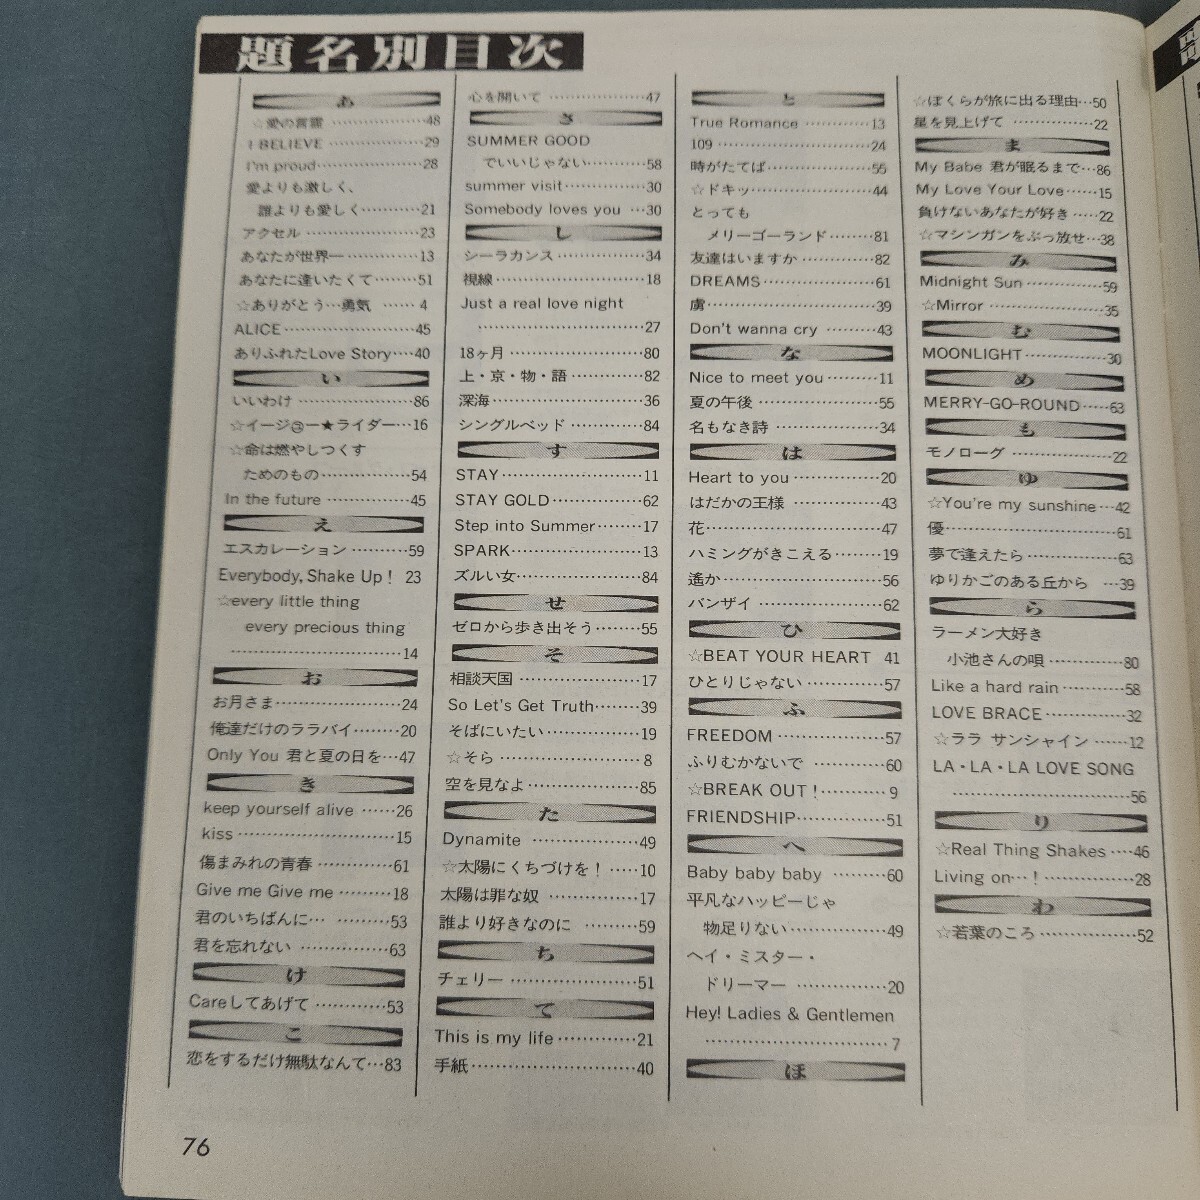 題名別目次
あ
☆愛の言霊 ………………48
I BELIEVE ………………29
I'm proud………………28
愛よりも激しく、
誰よりも愛しく…………21
アクセル …………………23
あなたが世界一…………13
あなたに逢いたくて………51
☆ありがとう…勇気 …… 4
ALICE……………………45
ありふれたLove Story…40
い
いいわけ …………………86
☆イージュー★ライダー…16
☆命は燃やしつくす
ためのもの………………54
In the future ……………45
え
エスカレーション …………59
Everybody, Shake Up! 23
☆every little thing
every precious thing
……………………………14
お
お月さま…………………24
俺達だけのララバイ………20
Only You 君と夏の日を…47
き
keep yourself alive ……26
kiss ………………………15
傷まみれの青春 …………61
Give me Give me ………18
君のいちばんに… ………53
君を忘れない ……………63
け
Careしてあげて …………53
こ
恋をするだけ無駄なんて…83
心を開いて ………………47
さ
SUMMER GOOD
でいいじゃない…………58
summer visit……………30
Somebody loves you …30
し
シーラカンス ……………34
視線 ………………………18
Just a real love night
……………………………27
18ヶ月 ……………………80
上・京・物・語 ……………82
深海 ………………………36
シングルベッド …………84
す
STAY……………………11
STAY GOLD……………62
Step into Summer………17
SPARK…………………13
ズルい女…………………84
せ
ゼロから歩き出そう………55
そ
相談天国 …………………17
So Let's Get Truth………39
そばにいたい ……………19
☆そら …………………… 8
空を見なよ………………85
た
Dynamite ………………49
☆太陽にくちづけを! ……10
太陽は罪な奴 ……………17
誰より好きなのに ………59
ち
チェリー …………………51
て
This is my life …………21
手紙………………………40
と
True Romance …………13
109 ………………………24
時がたてば………………55
☆ドキッ…………………44
とっても
メリーゴーランド………81
友達はいますか …………82
DREAMS………………61
虜…………………………39
Don't wanna cry ………43
な
Nice to meet you………11
夏の午後 …………………55
名もなき詩 ………………34
は
Heart to you ……………20
はだかの王様 ……………43
花…………………………47
ハミングがきこえる………19
遙か………………………56
バンザイ …………………62
ひ
☆BEAT YOUR HEART 41
ひとりじゃない …………57
ふ
FREEDOM ……………57
ふりむかないで …………60
☆BREAK OUT!………… 9
FRIENDSHIP……………51
へ
Baby baby baby ………60
平凡なハッピーじゃ
物足りない………………49
ヘイ・ミスター・
ドリーマー ………………20
Hey! Ladies & Gentlemen
…………………………… 7
ほ
☆ぼくらが旅に出る理由…50
星を見上げて ……………22
ま
My Babe 君が眠るまで…86
My Love Your Love……15
負けないあなたが好き……22
☆マシンガンをぶっ放せ…38
み
Midnight Sun ……………59
☆Mirror …………………35
む
MOONLIGHT……………30
め
MERRY-GO-ROUND……63
も
モノローグ ………………22
ゆ
☆You're my sunshine…42
優…………………………61
夢で逢えたら ……………63
ゆりかごのある丘から …39
ら
ラーメン大好き
小池さんの唄 ……………80
Like a hard rain …………58
LOVE BRACE……………32
☆ララ サンシャイン ……12
LA・LA・LA LOVE SONG
……………………………56
り
☆Real Thing Shakes …46
Living on…! ……………28
わ
☆若葉のころ ……………52
76